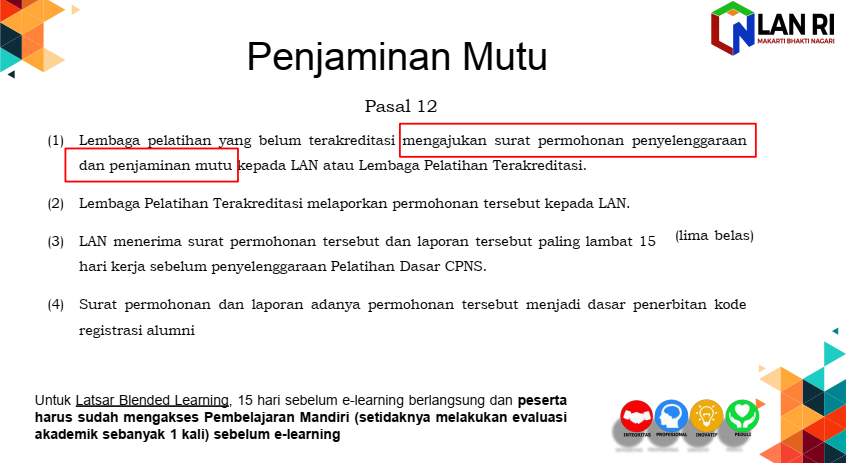 LAN RI
MAKARTI BHAKTI NAGARI
Penjaminan Mutu
Pasal 12
(1) Lembaga pelatihan yang belum terakreditasi mengajukan surat permohonan penyelenggaraan
dan penjaminan mutu kepada LAN atau Lembaga Pelatihan Terakreditasi.
(2) Lembaga Pelatihan Terakreditasi melaporkan permohonan tersebut kepada LAN.
(3) LAN menerima surat permohonan tersebut dan laporan tersebut paling lambat 15 (lima belas)
hari kerja sebelum penyelenggaraan Pelatihan Dasar CPNS.
(4) Surat permohonan dan laporan adanya permohonan tersebut menjadi dasar penerbitan kode
registrasi alumni
Untuk Latsar Blended Learning, 15 hari sebelum e-learning berlangsung dan peserta
harus sudah mengakses Pembelajaran Mandiri (setidaknya melakukan evaluasi
akademik sebanyak 1 kali) sebelum e-learning
INTEGRITAS PROFESIONAL INOVATIF PEDULI